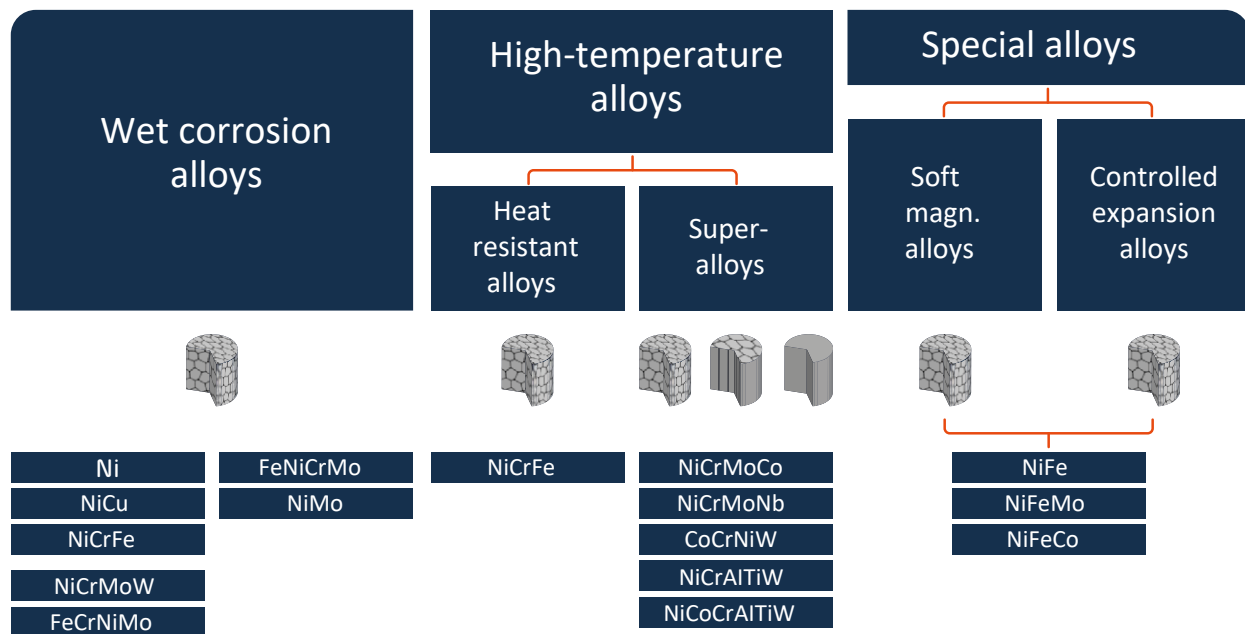 Wet corrosion
alloys
High-temperature
alloys
Heat
resistant
alloys
Super-
alloys
Special alloys
Soft
magn.
alloys
Controlled
expansion
alloys
Ni
NiCu
NiCrFe
NiCrMoW
FeCrNiMo
FeNiCrMo
NiMo
NiCrFe
NiCrMoCo
NiCrMoNb
CoCrNiW
NiCrAlTiW
NiCoCrAlTiW
NiFe
NiFeMo
NiFeCo